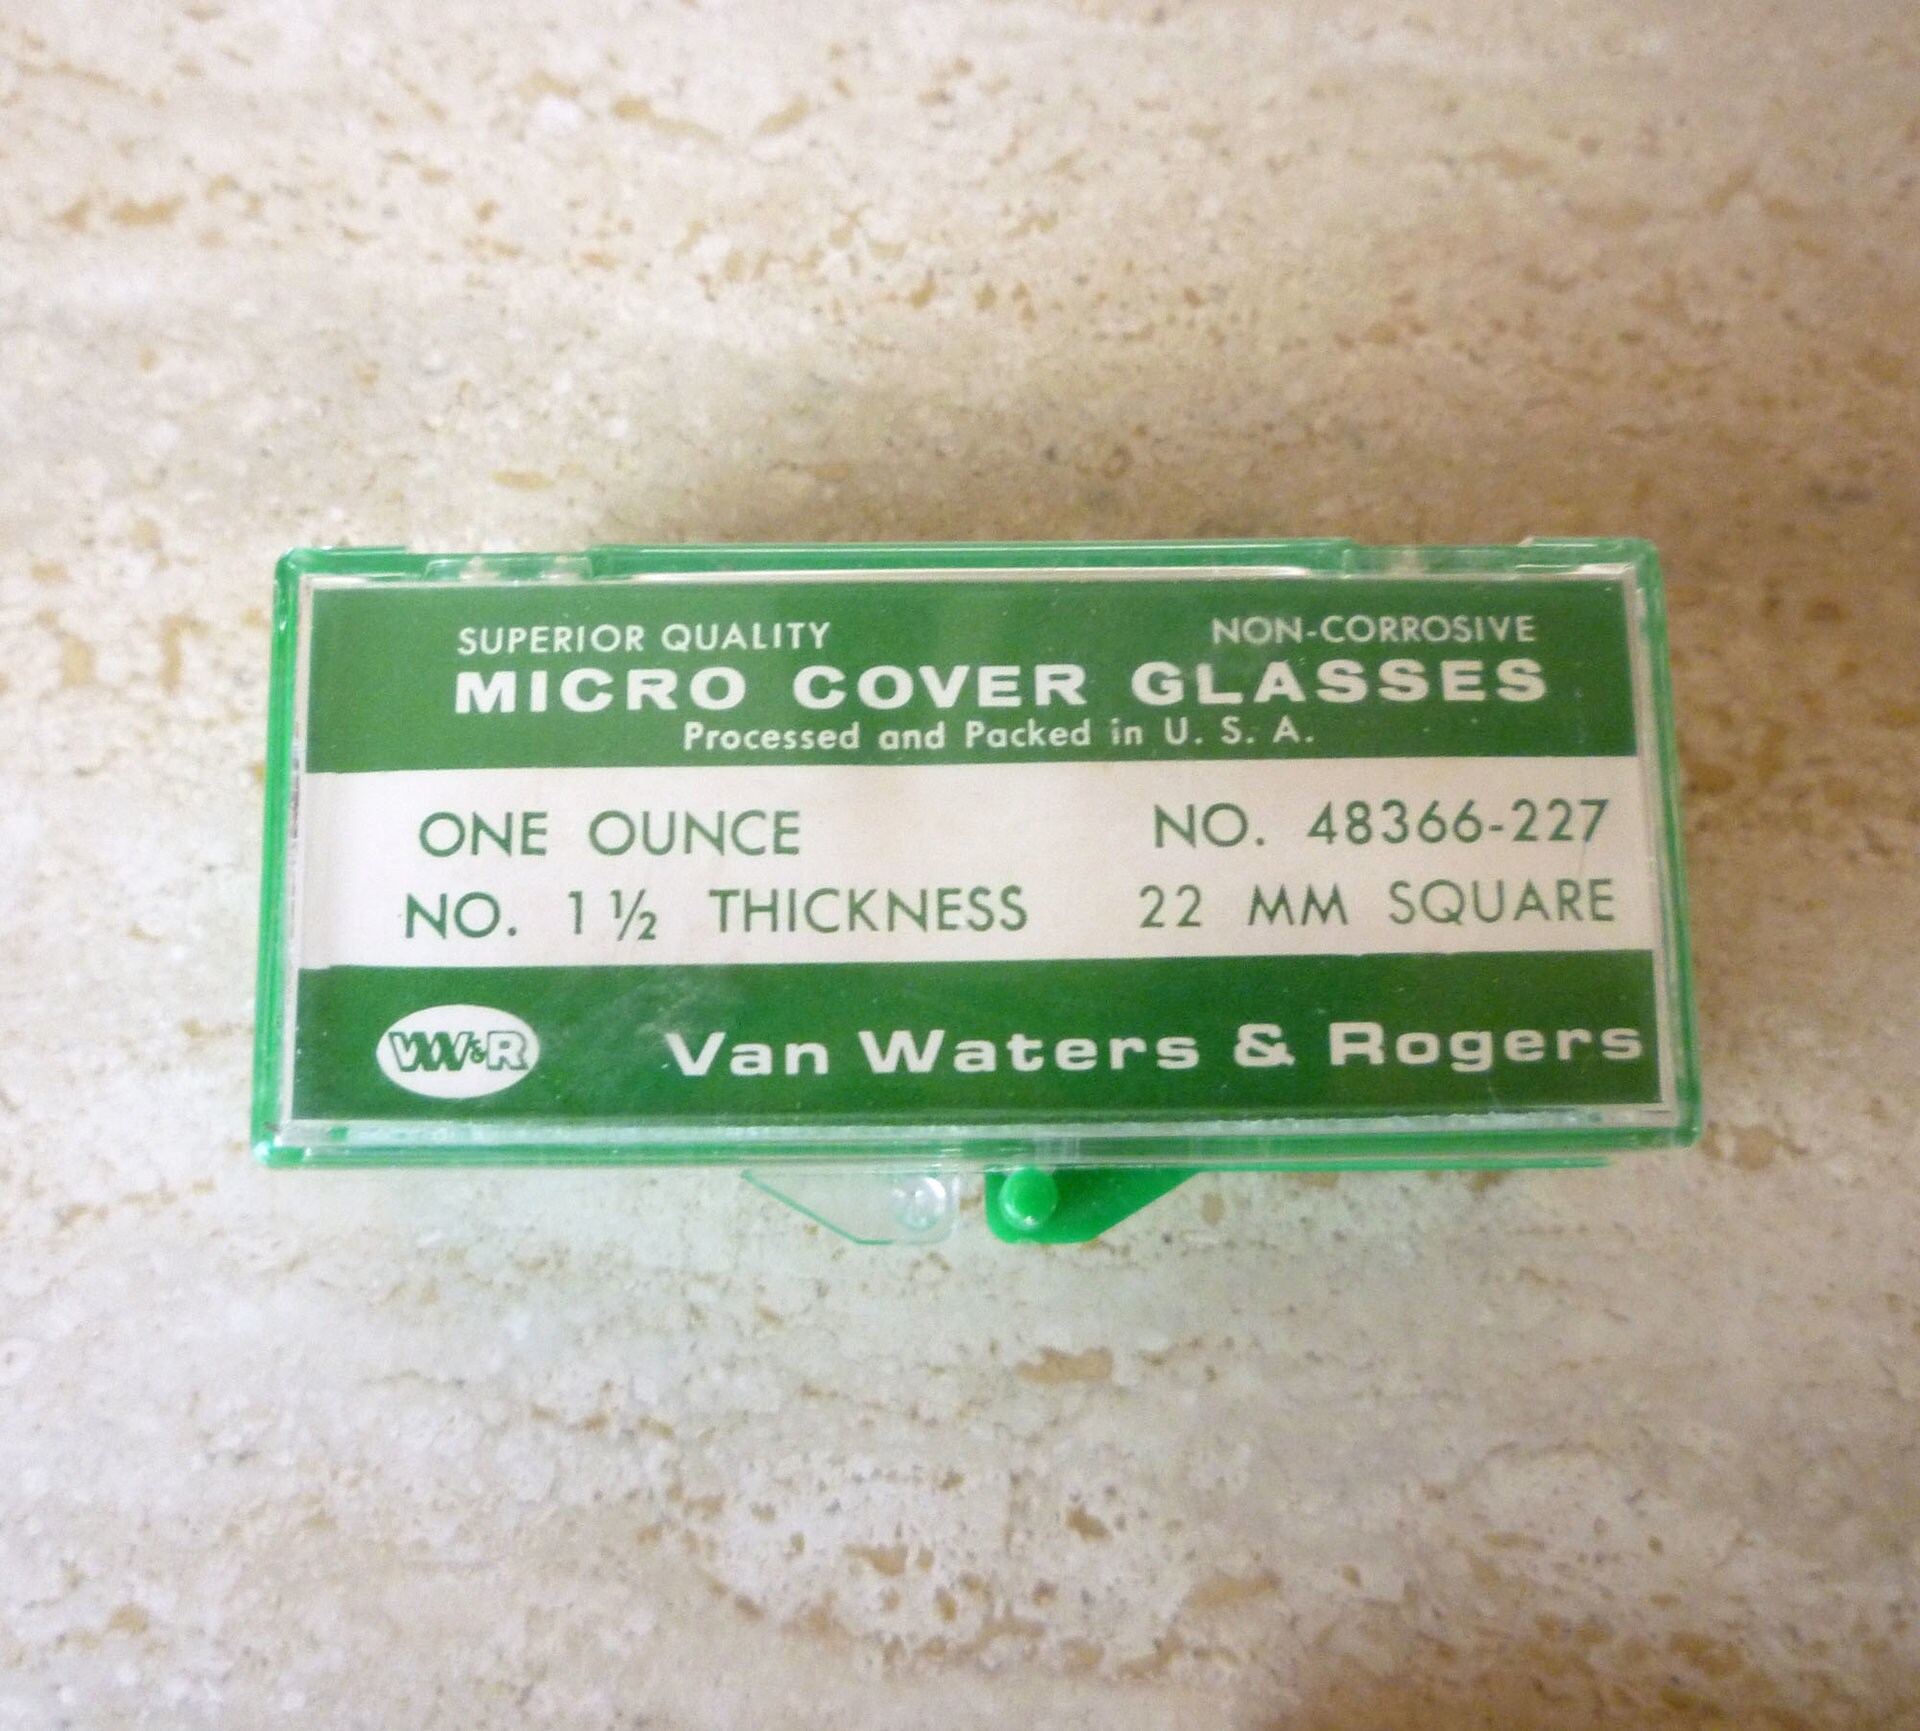 SUPERIOR QUALITY NON-CORROSIVE
MICRO COVER GLASSES
Processed and Packed in U. S. A.
ONE OUNCE NO. 48366-227
NO. 1 ½ THICKNESS 22 MM SQUARE
VW&R Van Waters & Rogers